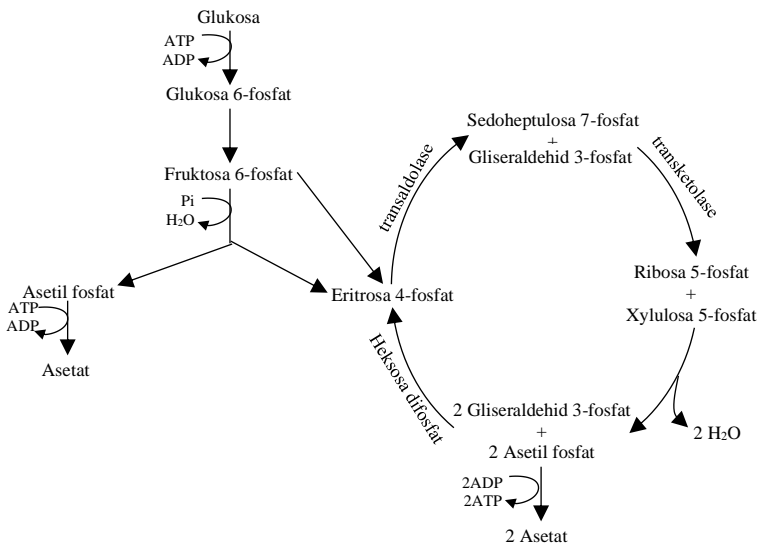 Glukosa
ATP
ADP
Glukosa 6-fosfat
Fruktosa 6-fosfat
Pi
H₂O
Asetil fosfat
ATP
ADP
Asetat
Eritrosa 4-fosfat
transaldolase
Sedoheptulosa 7-fosfat
+
Gliseraldehid 3-fosfat
transketolase
Ribosa 5-fosfat
+
Xylulosa 5-fosfat
2 H₂O
Heksosa difosfat
2 Gliseraldehid 3-fosfat
+
2 Asetil fosfat
2ADP
2ATP
2 Asetat